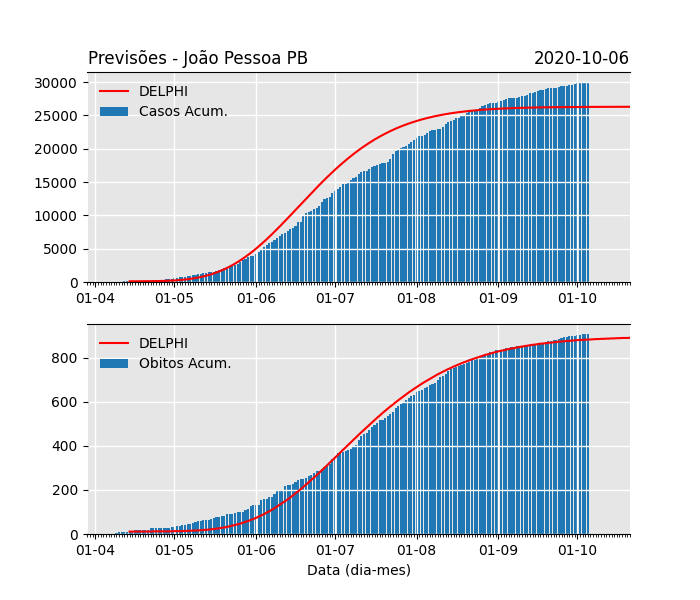 Previsões - João Pessoa PB 2020-10-06
DELPHI
Casos Acum.
30000
25000
20000
15000
10000
5000
0
01-04 01-05 01-06 01-07 01-08 01-09 01-10
DELPHI
Obitos Acum.
800
600
400
200
0
01-04 01-05 01-06 01-07 01-08 01-09 01-10
Data (dia-mes)